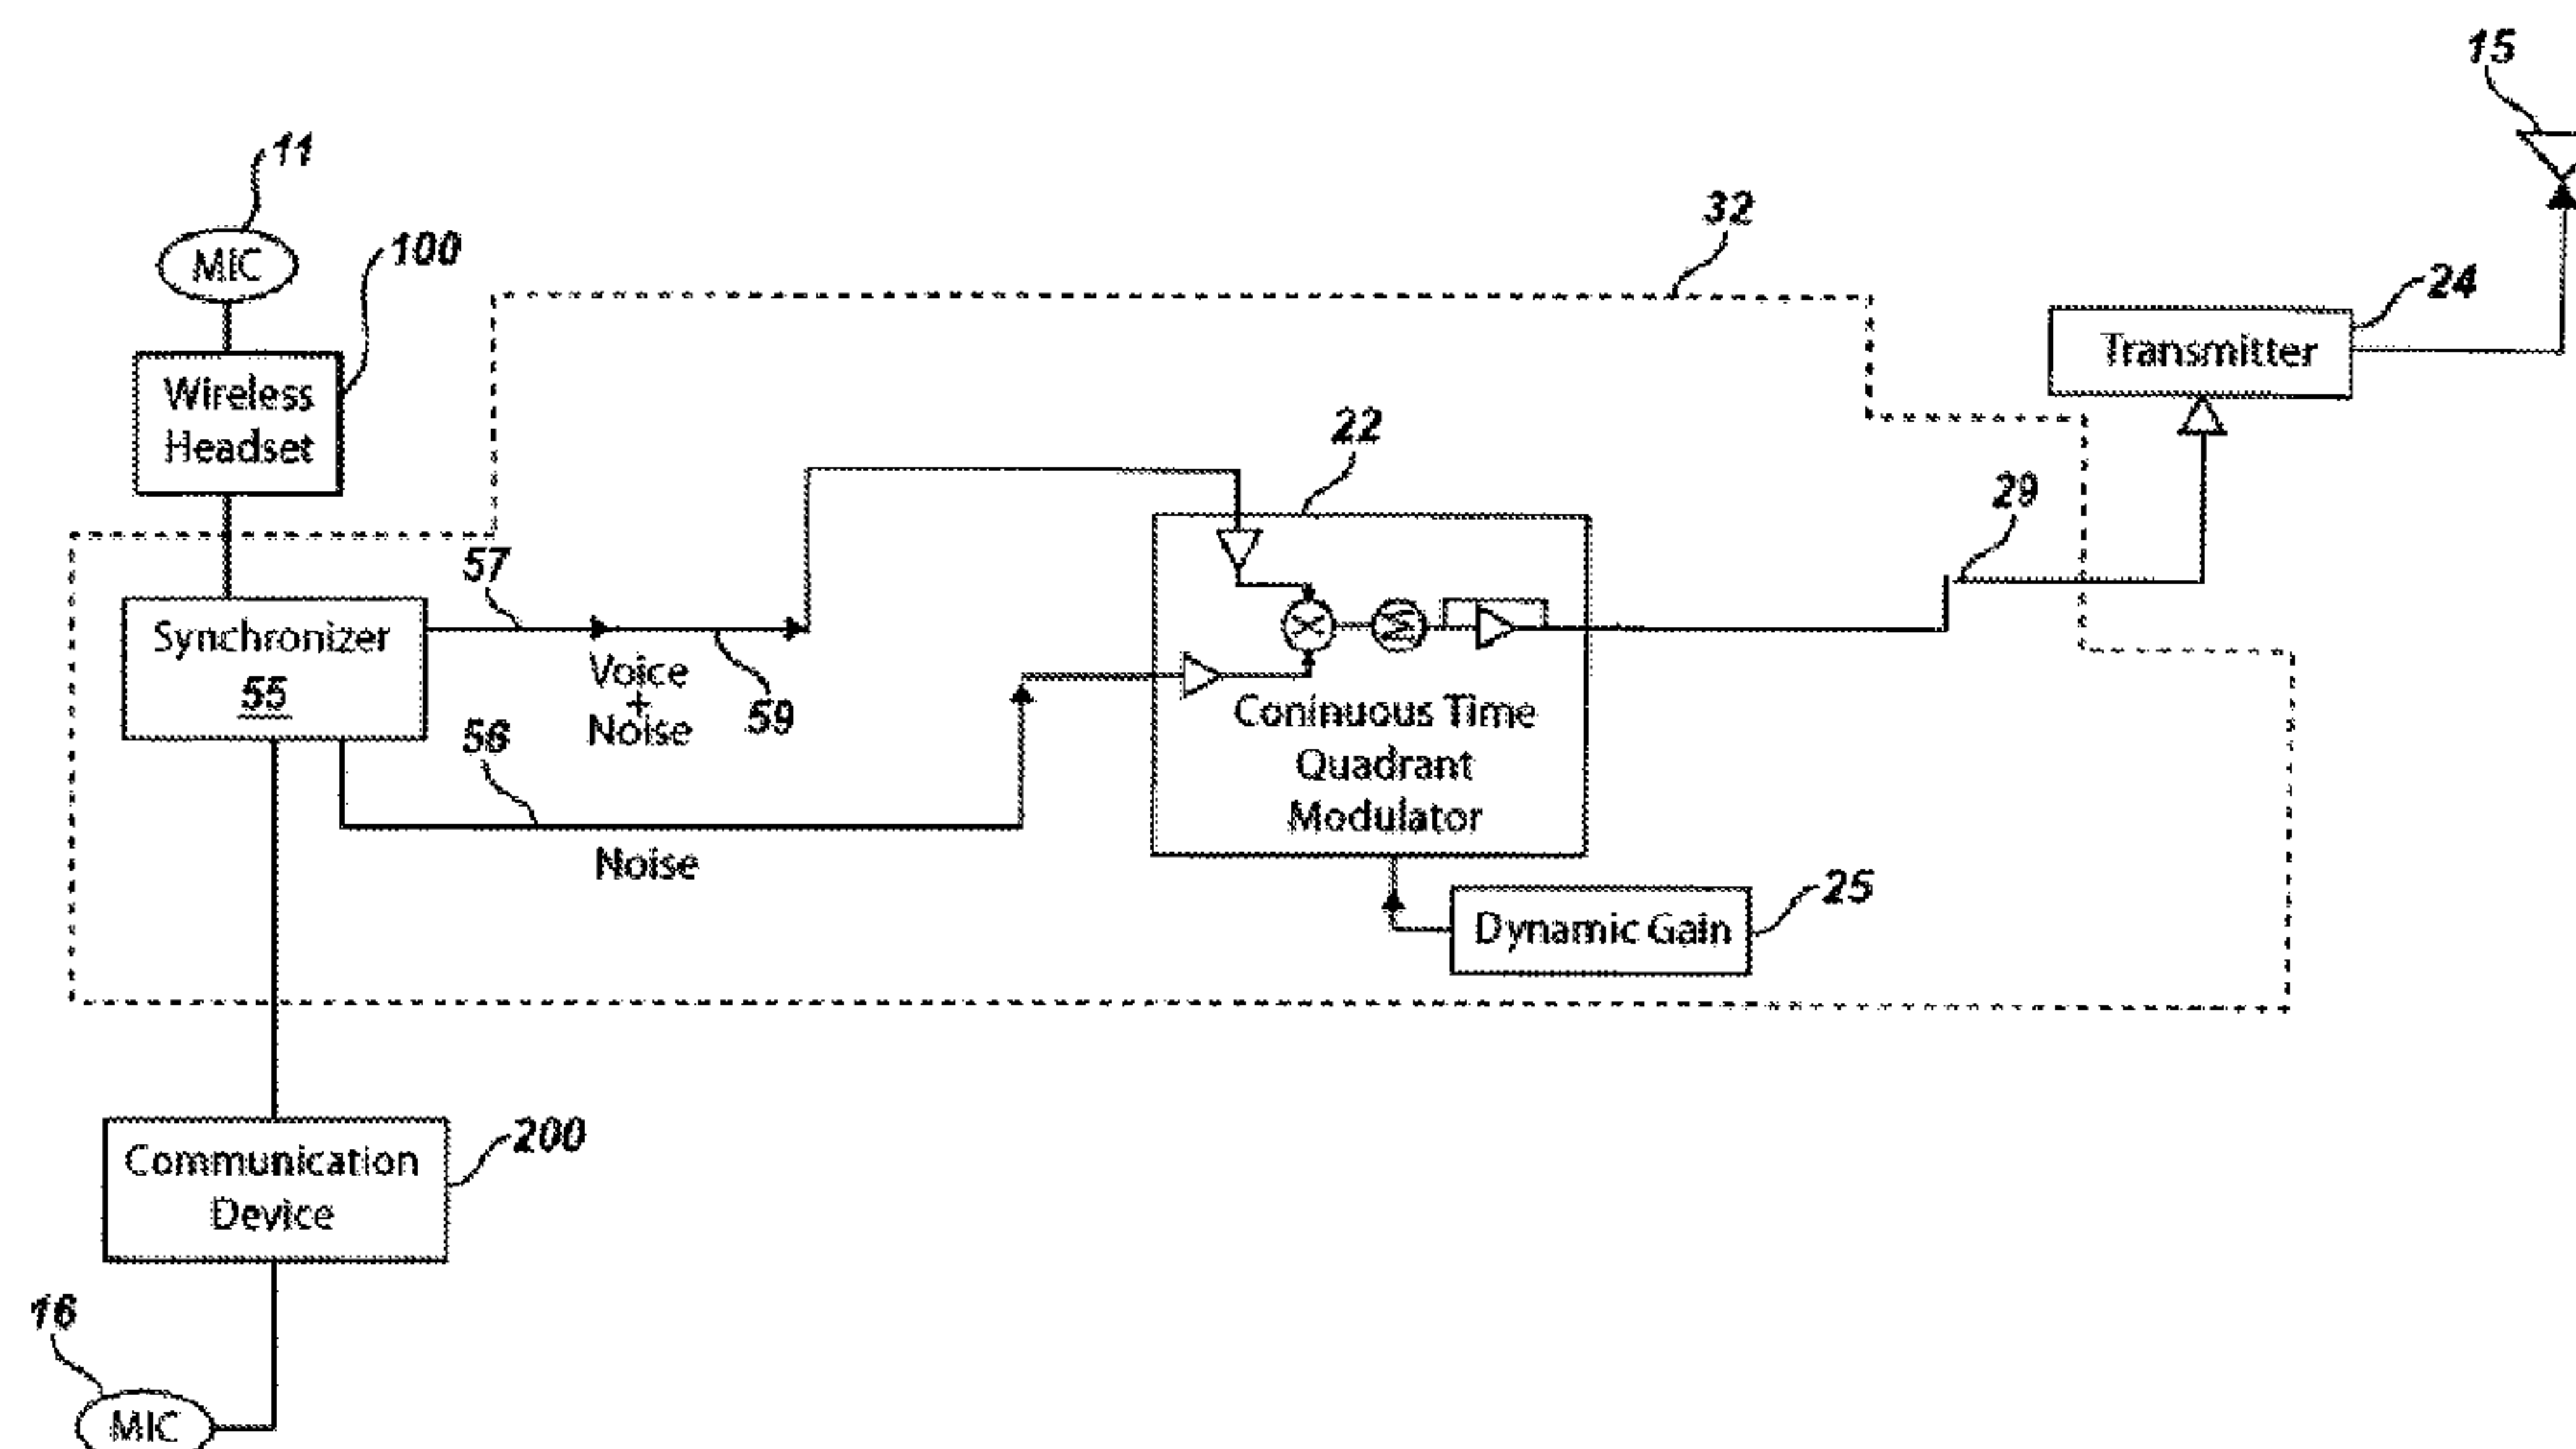 15
11
MIC
100
32
24
Transmitter
Wireless
Headset
22
29
57
Synchronizer
55
Voice
+
Noise
59
56
Noise
Coninuous Time
Quadrant
Modulator
X
M
25
Dynamic Gain
200
Communication
Device
16
MIC